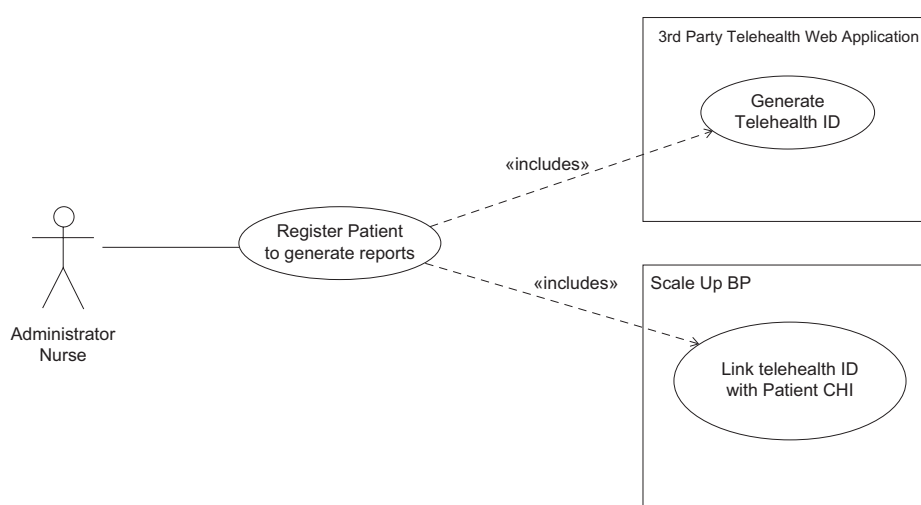 3rd Party Telehealth Web Application
Generate
Telehealth ID
«includes»
Register Patient
to generate reports
«includes»
Scale Up BP
Administrator
Nurse
Link telehealth ID
with Patient CHI